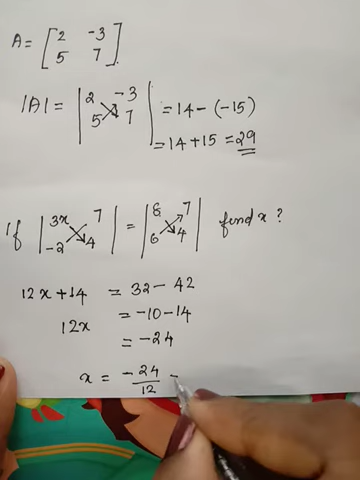 A = [2 -3
5 7]
|A| = |2 -3
5 7| = 14 - (-15)
= 14 + 15 = 29
If |3x 7
-2 4| = |8 7
6 4| find x ?
12x + 14 = 32 - 42
12x = -10 - 14
= -24
x = -24/12 -